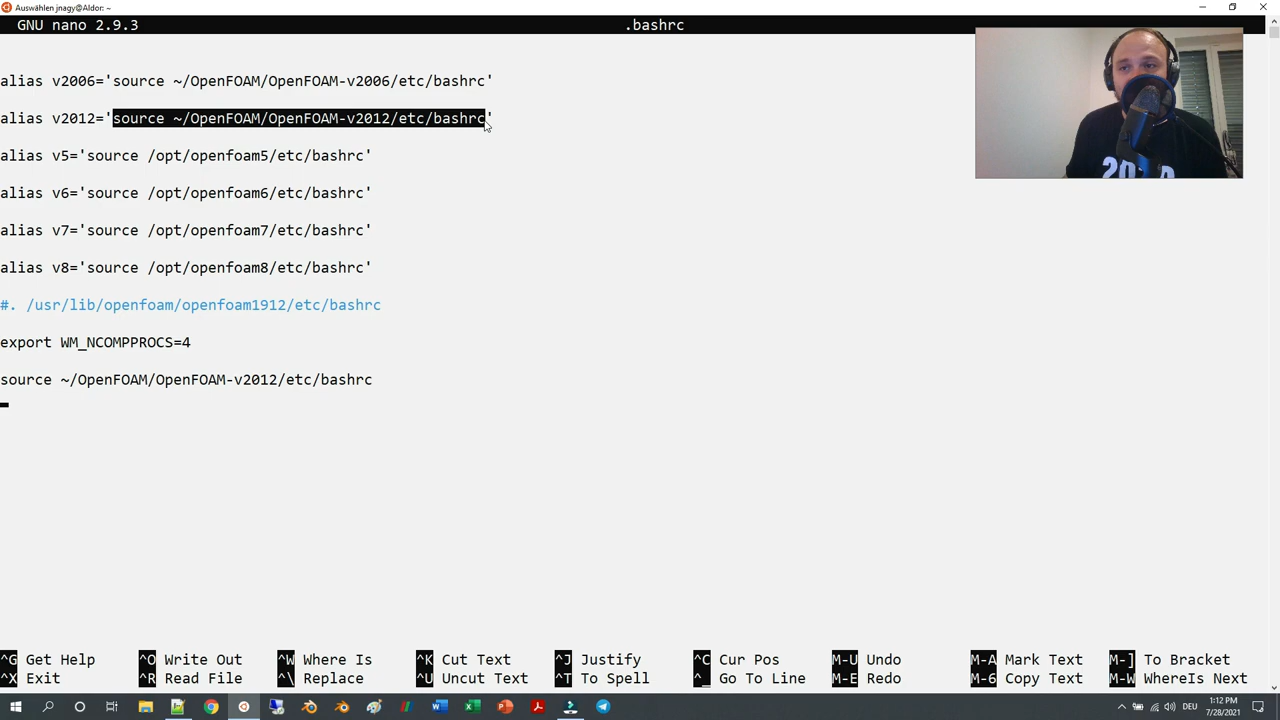 Auswählen jnagy@Aldor: ~
GNU nano 2.9.3 .bashrc
alias v2006='source ~/OpenFOAM/OpenFOAM-v2006/etc/bashrc'
alias v2012='source ~/OpenFOAM/OpenFOAM-v2012/etc/bashrc'
alias v5='source /opt/openfoam5/etc/bashrc'
alias v6='source /opt/openfoam6/etc/bashrc'
alias v7='source /opt/openfoam7/etc/bashrc'
alias v8='source /opt/openfoam8/etc/bashrc'
#. /usr/lib/openfoam/openfoam1912/etc/bashrc
export WM_NCOMPPROCS=4
source ~/OpenFOAM/OpenFOAM-v2012/etc/bashrc
^G Get Help ^O Write Out ^W Where Is ^K Cut Text ^J Justify ^C Cur Pos M-U Undo M-A Mark Text M-] To Bracket
^X Exit ^R Read File ^\ Replace ^U Uncut Text ^T To Spell ^_ Go To Line M-E Redo M-6 Copy Text M-W WhereIs Next
DEU 1:12 PM
7/28/2021